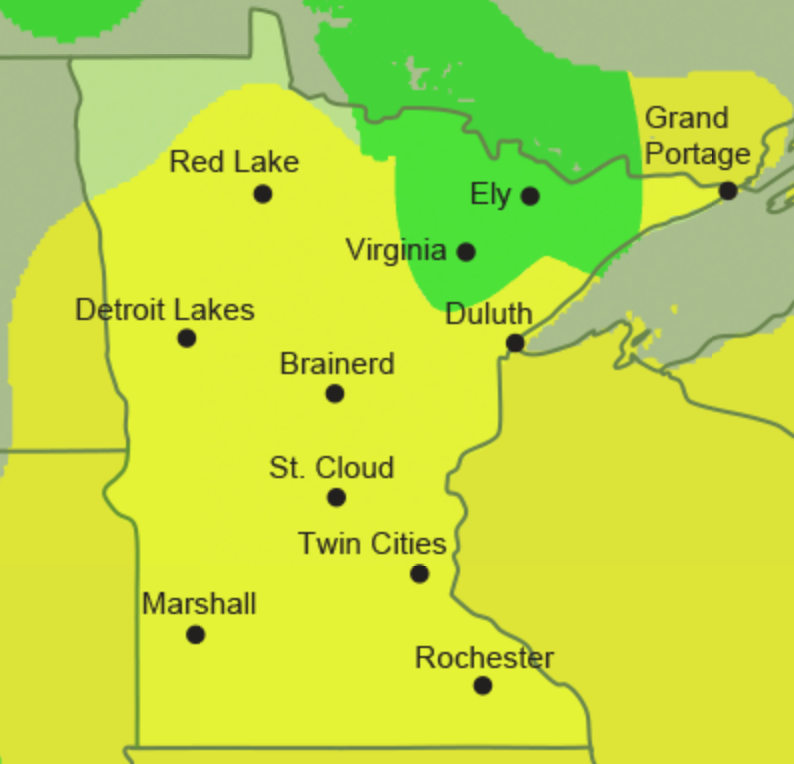 Grand
Portage
Red Lake
Ely
Virginia
Detroit Lakes
Duluth
Brainerd
St. Cloud
Twin Cities
Marshall
Rochester